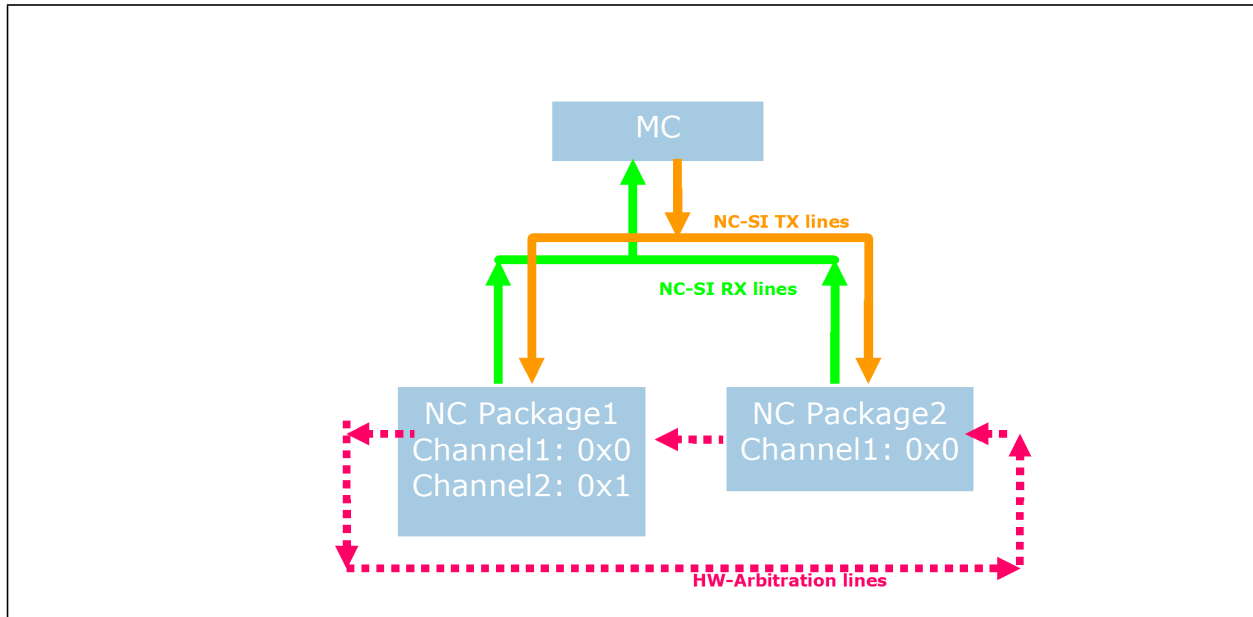 MC
NC-SI TX lines
NC-SI RX lines
NC Package1
Channel1: 0x0
Channel2: 0x1
NC Package2
Channel1: 0x0
HW-Arbitration lines